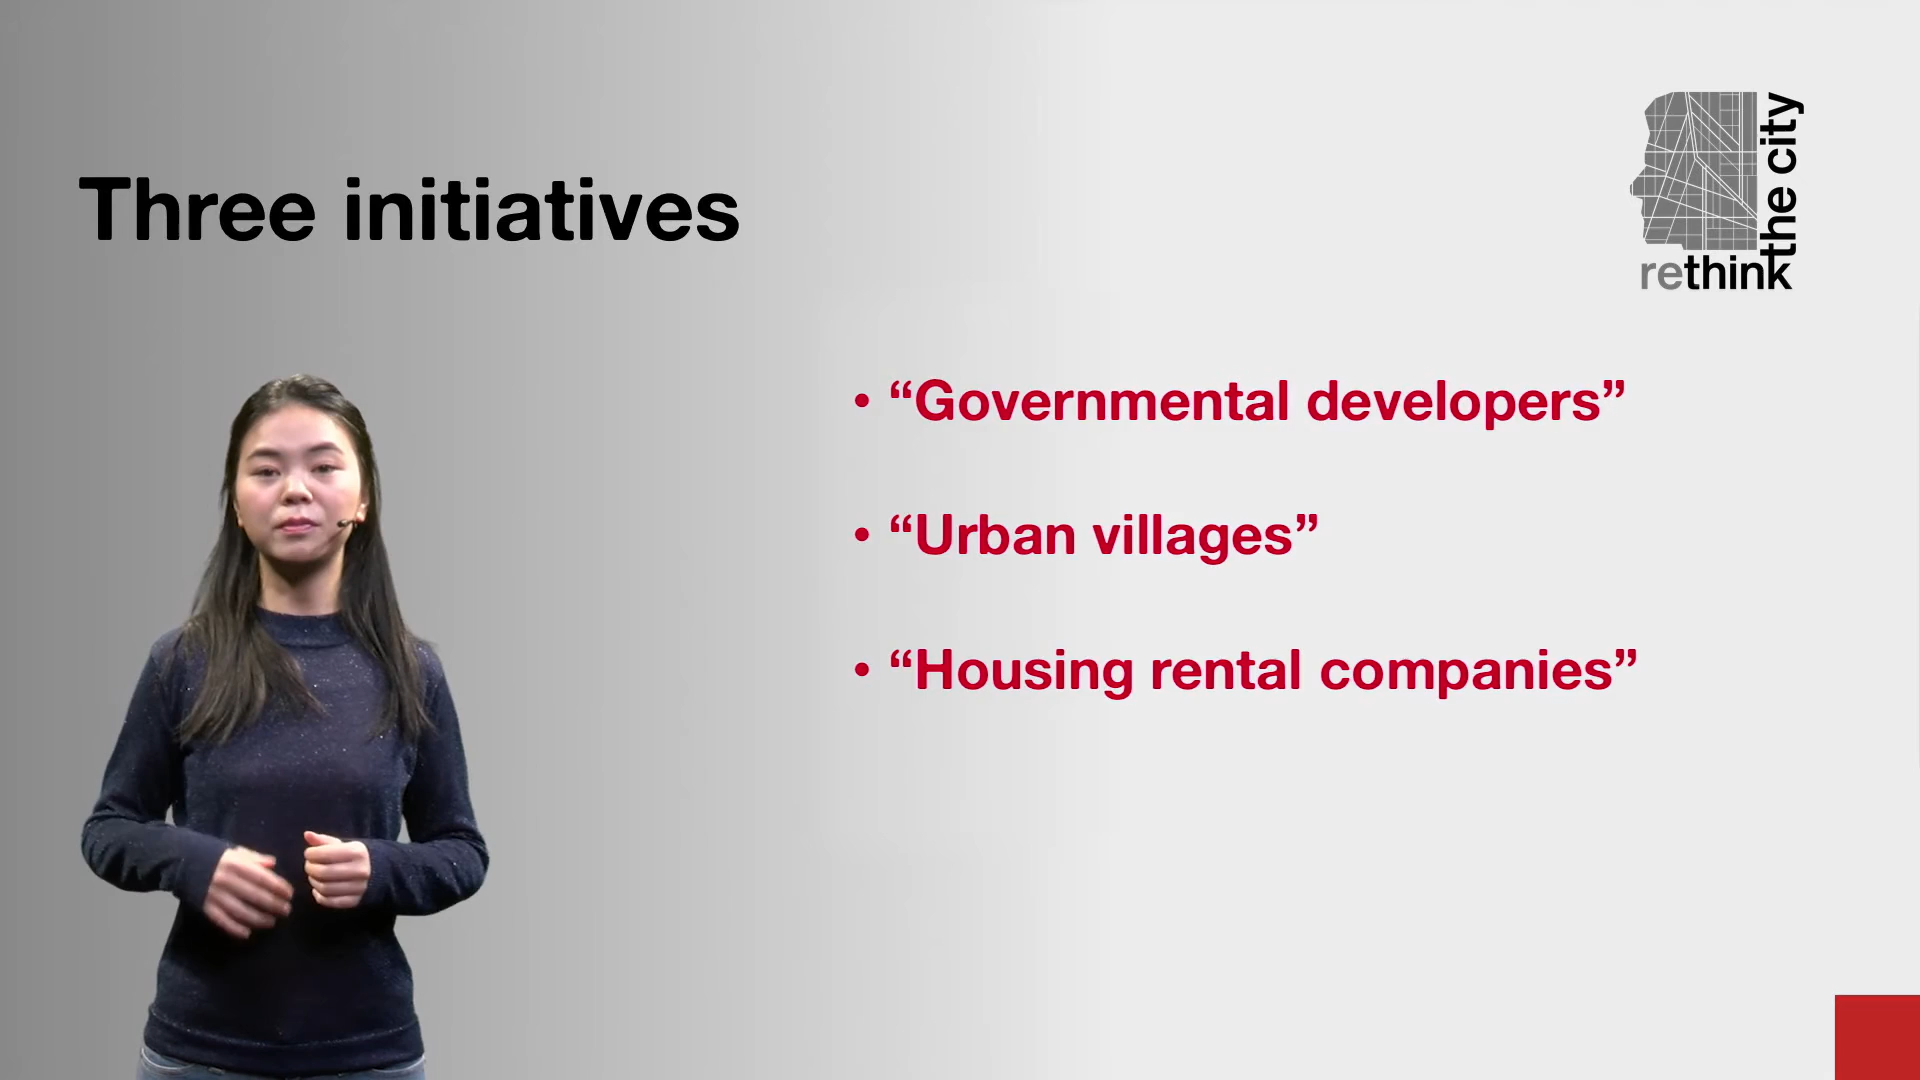 Three initiatives
rethink
the city
• “Governmental developers”
• “Urban villages”
• “Housing rental companies”